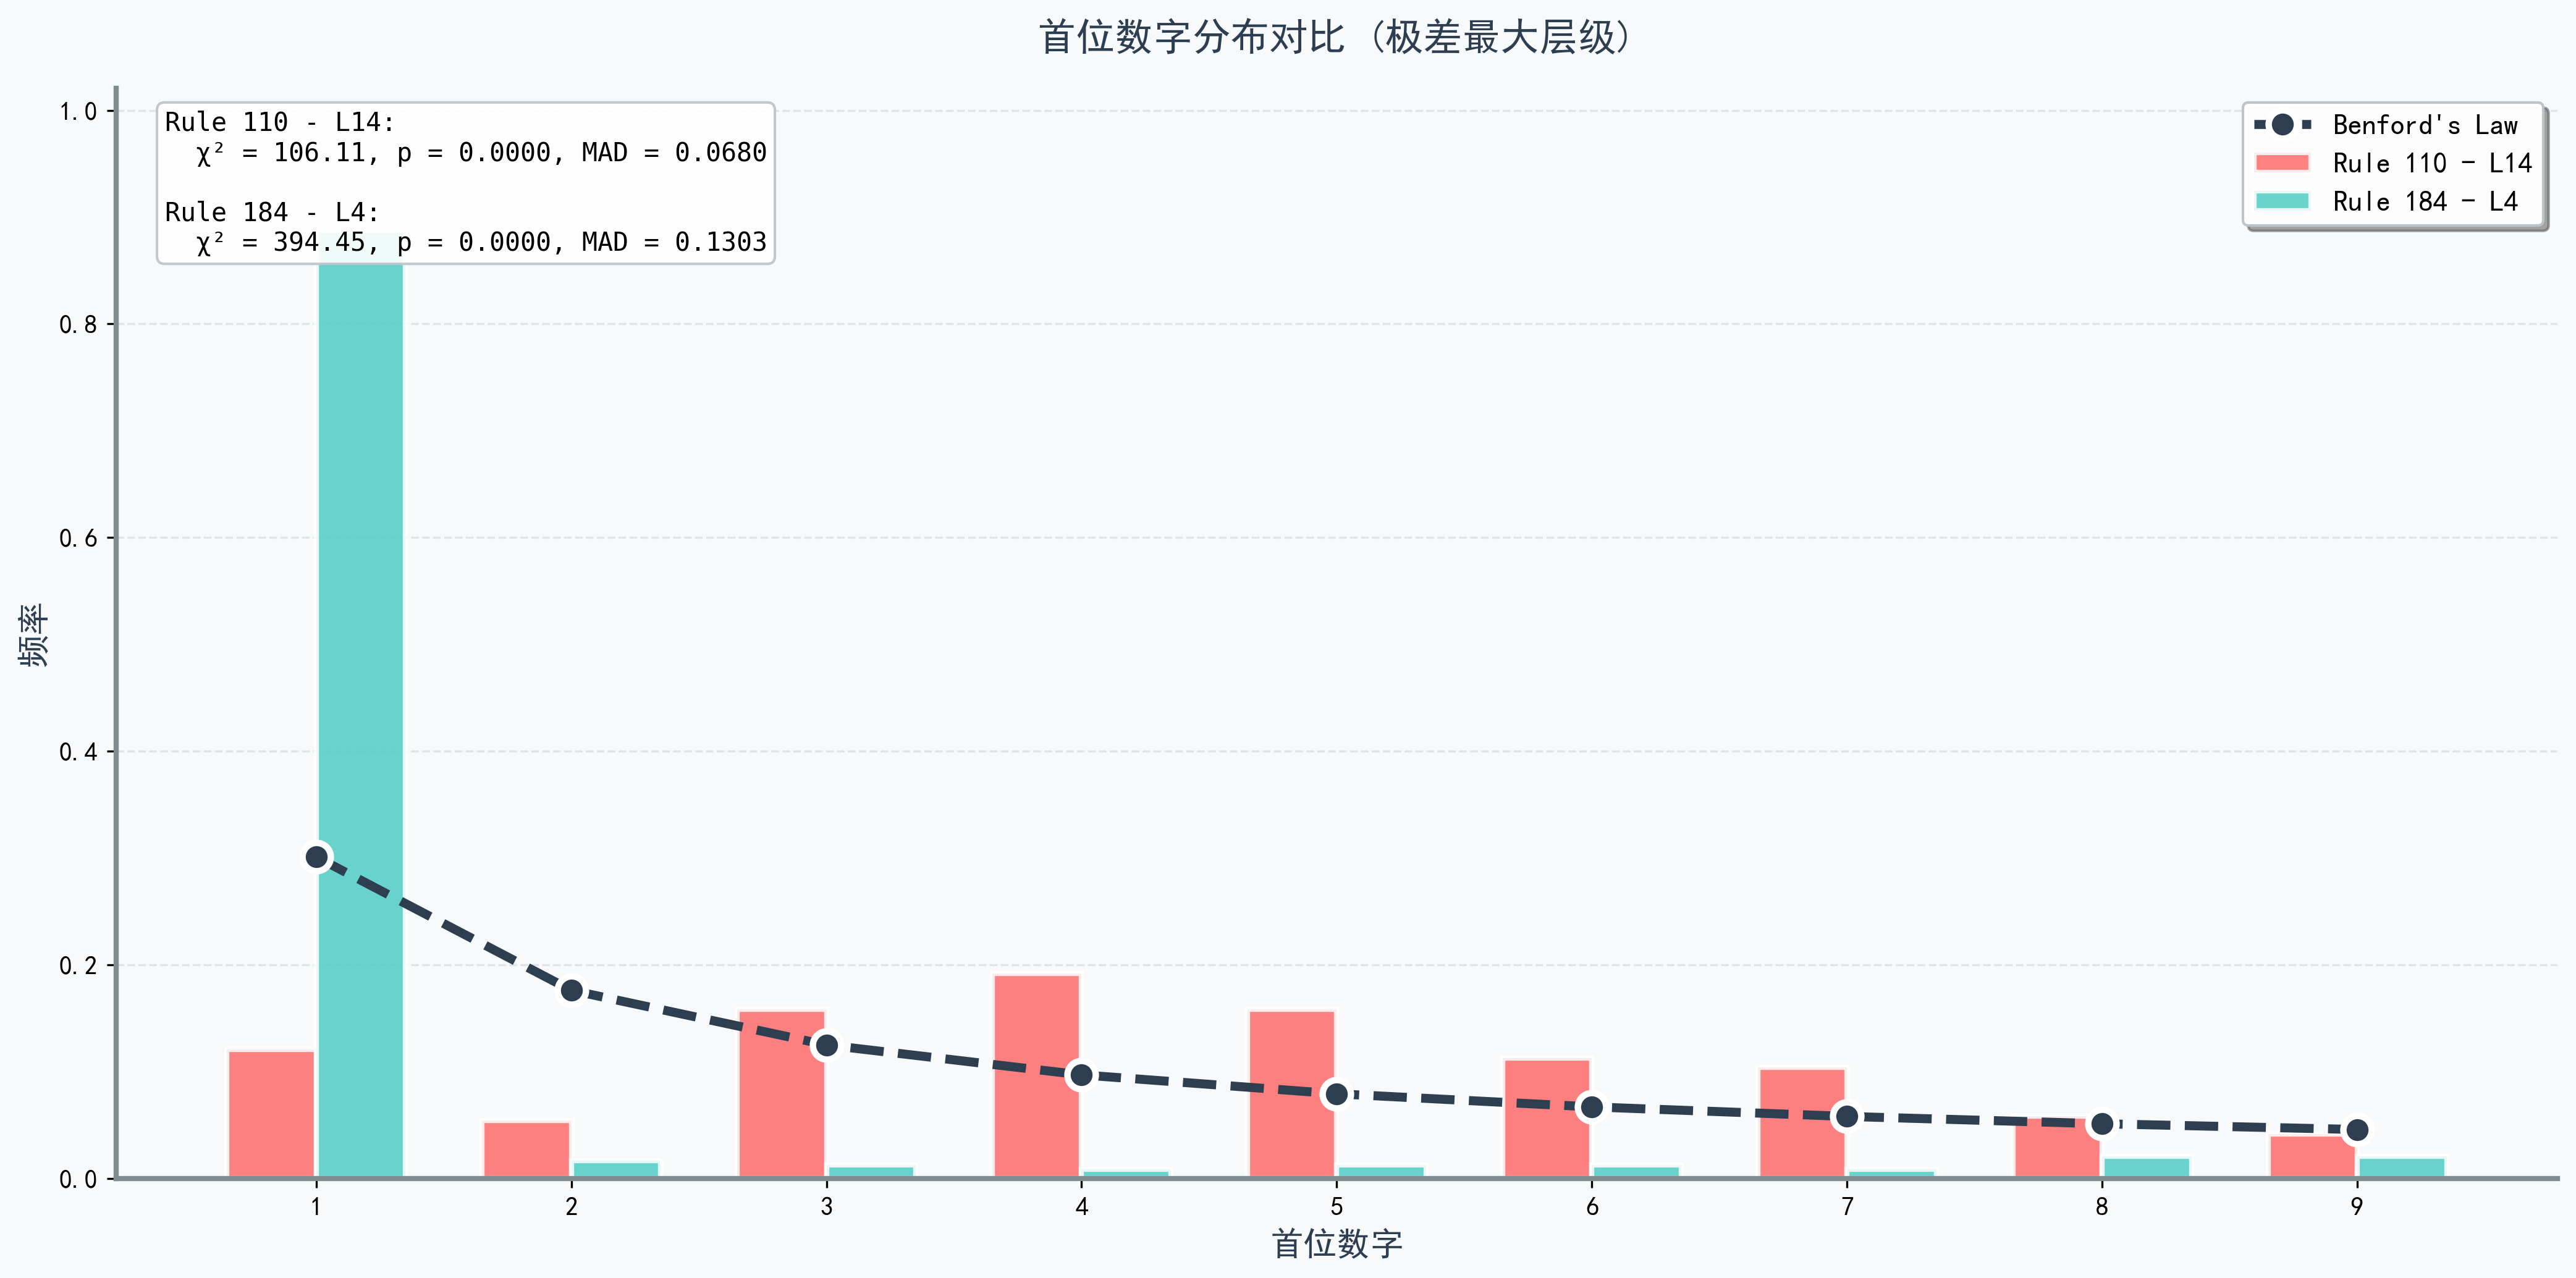 首位数字分布对比（极差最大层级）
Rule 110 - L14:
χ² = 106.11, p = 0.0000, MAD = 0.0680
Rule 184 - L4:
χ² = 394.45, p = 0.0000, MAD = 0.1303
Benford's Law
Rule 110 - L14
Rule 184 - L4
频率
1.0
0.8
0.6
0.4
0.2
0.0
1 2 3 4 5 6 7 8 9
首位数字